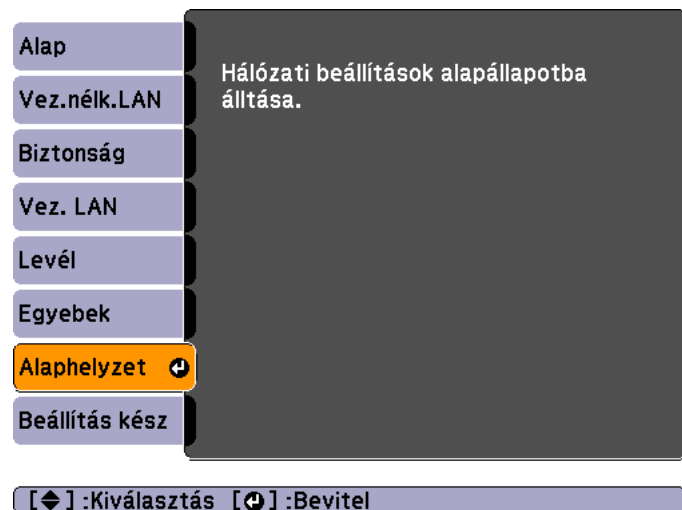 Alap
Vez.nélk.LAN
Biztonság
Vez. LAN
Levél
Egyebek
Alaphelyzet
Beállítás kész
Hálózati beállítások alapállapotba
álltása.
[◆] :Kiválasztás [⏎] :Bevitel